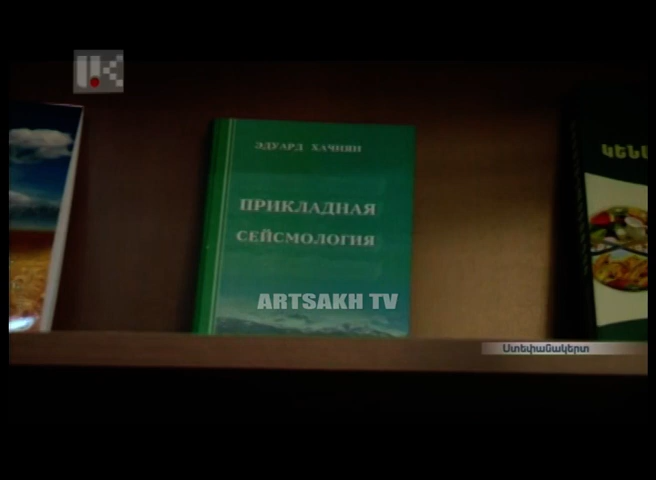 ЭДУАРД ХАЧИЯН
ПРИКЛАДНАЯ
СЕЙСМОЛОГИЯ
ARTSAKH TV
Ստեփանակերտ